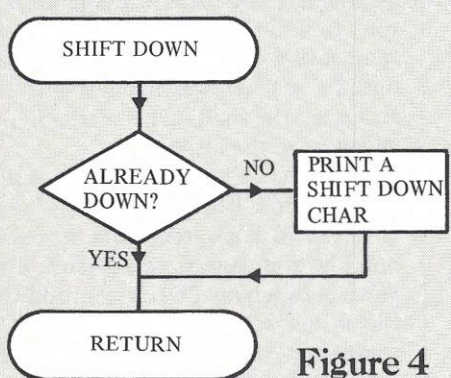 SHIFT DOWN
ALREADY
DOWN?
NO
PRINT A
SHIFT DOWN
CHAR
YES
RETURN
Figure 4